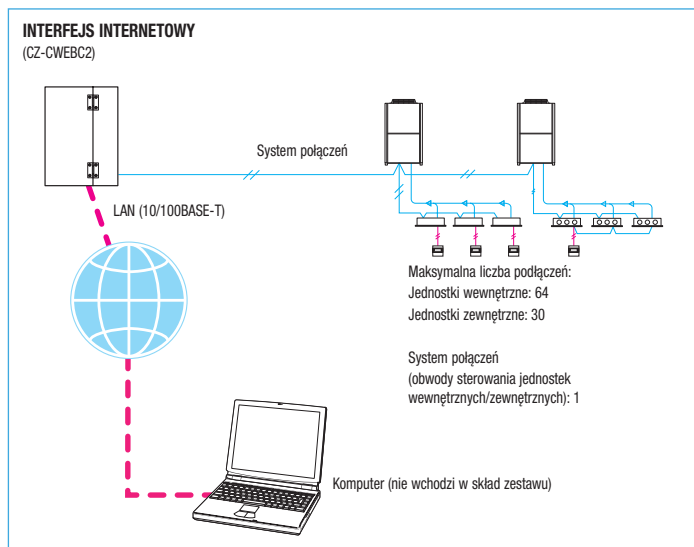 INTERFEJS INTERNETOWY
(CZ-CWEBC2)
System połączeń
LAN (10/100BASE-T)
Maksymalna liczba podłączeń:
Jednostki wewnętrzne: 64
Jednostki zewnętrzne: 30
System połączeń
(obwody sterowania jednostek
wewnętrznych/zewnętrznych): 1
Komputer (nie wchodzi w skład zestawu)